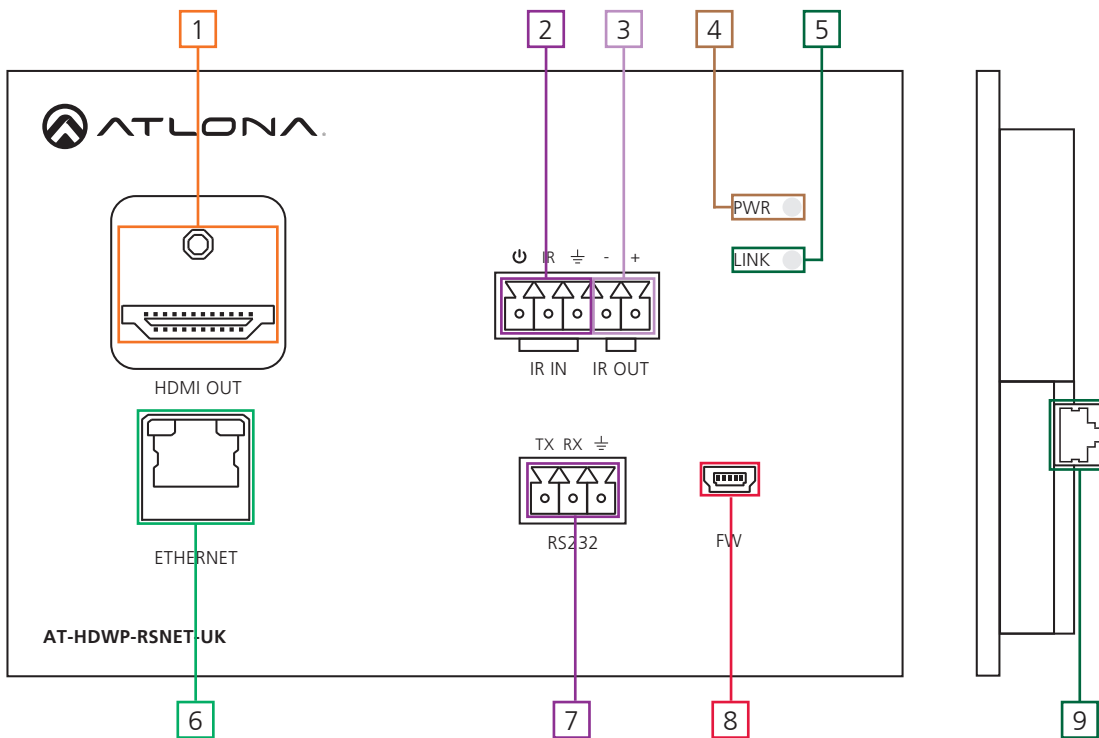 1
2
3
4
5
ATLONA.
PWR
LINK
IR - +
IR IN IR OUT
HDMI OUT
TX RX
RS232
FW
ETHERNET
AT-HDWP-RSNET-UK
6
7
8
9